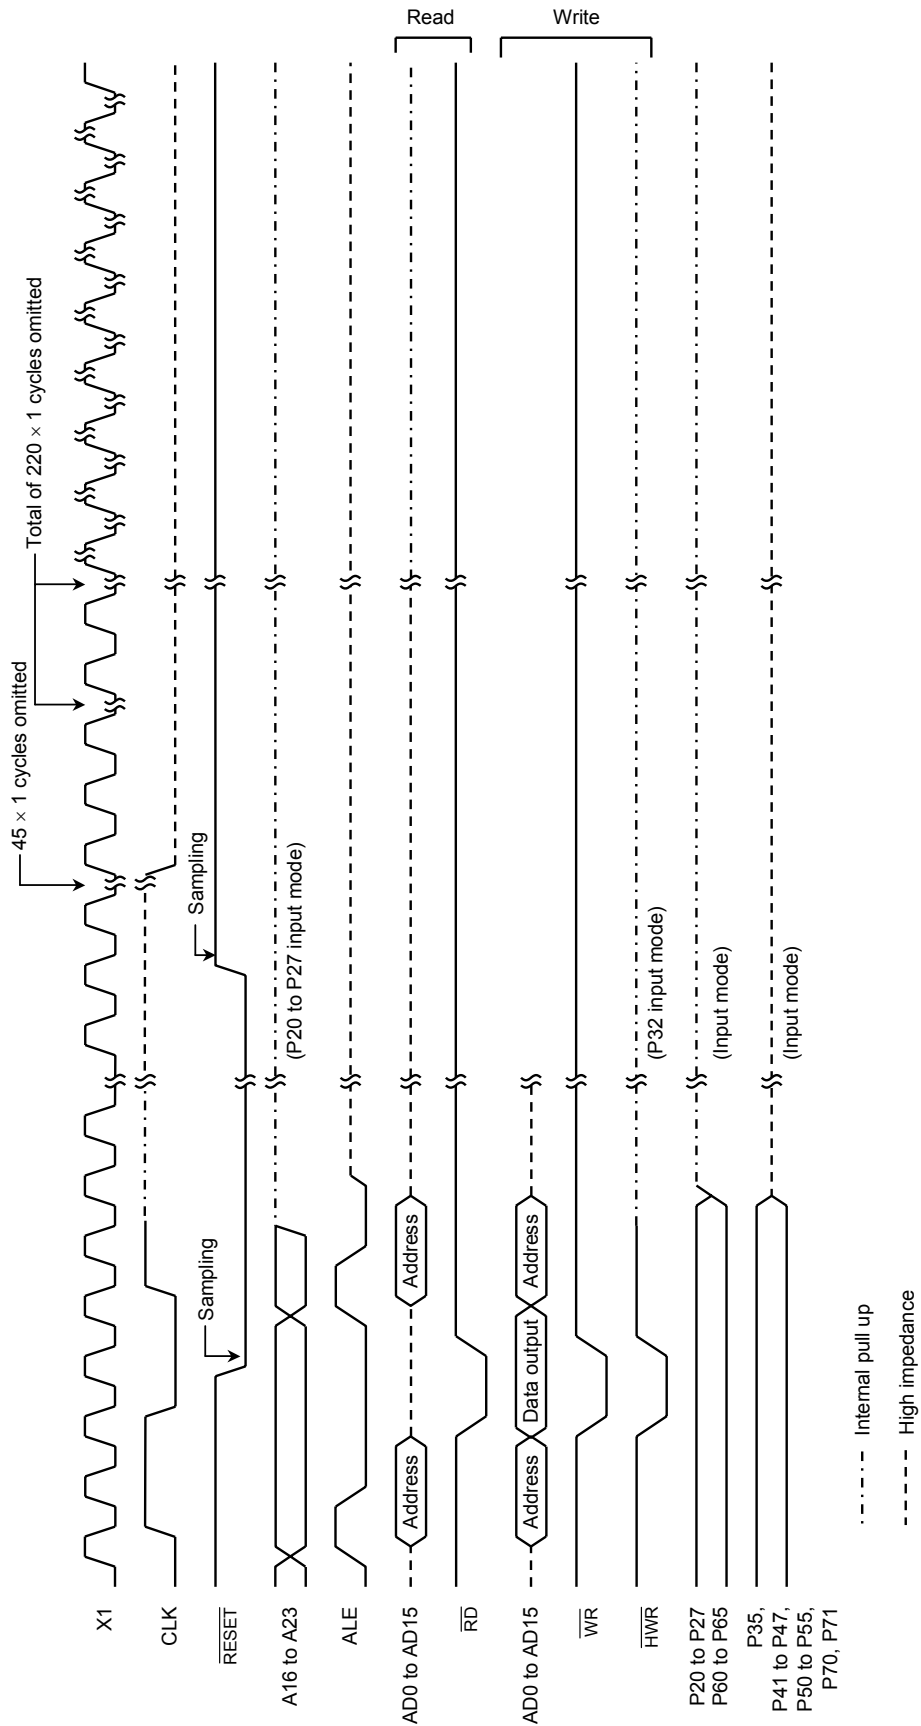 45 × 1 cycles omitted
Total of 220 × 1 cycles omitted
X1
CLK
RESET
Sampling
Sampling
A16 to A23
(P20 to P27 input mode)
ALE
Read
AD0 to AD15
Address
Address
RD
Write
AD0 to AD15
Address
Data output
Address
WR
HWR
(P32 input mode)
P20 to P27
P60 to P65
(Input mode)
P35,
P41 to P47,
P50 to P55,
P70, P71
(Input mode)
Internal pull up
High impedance